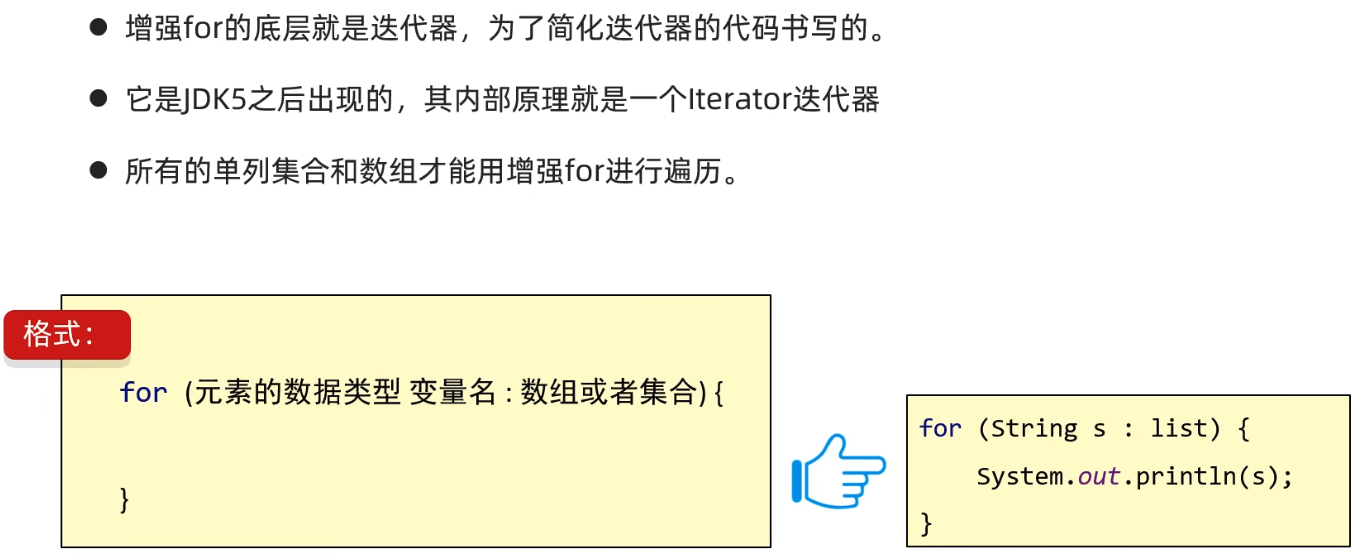 ● 增强for的底层就是迭代器，为了简化迭代器的代码书写的。
● 它是JDK5之后出现的，其内部原理就是一个Iterator迭代器
● 所有的单列集合和数组才能用增强for进行遍历。
格式：
for (元素的数据类型 变量名 : 数组或者集合) {
}
for (String s : list) {
System.out.println(s);
}